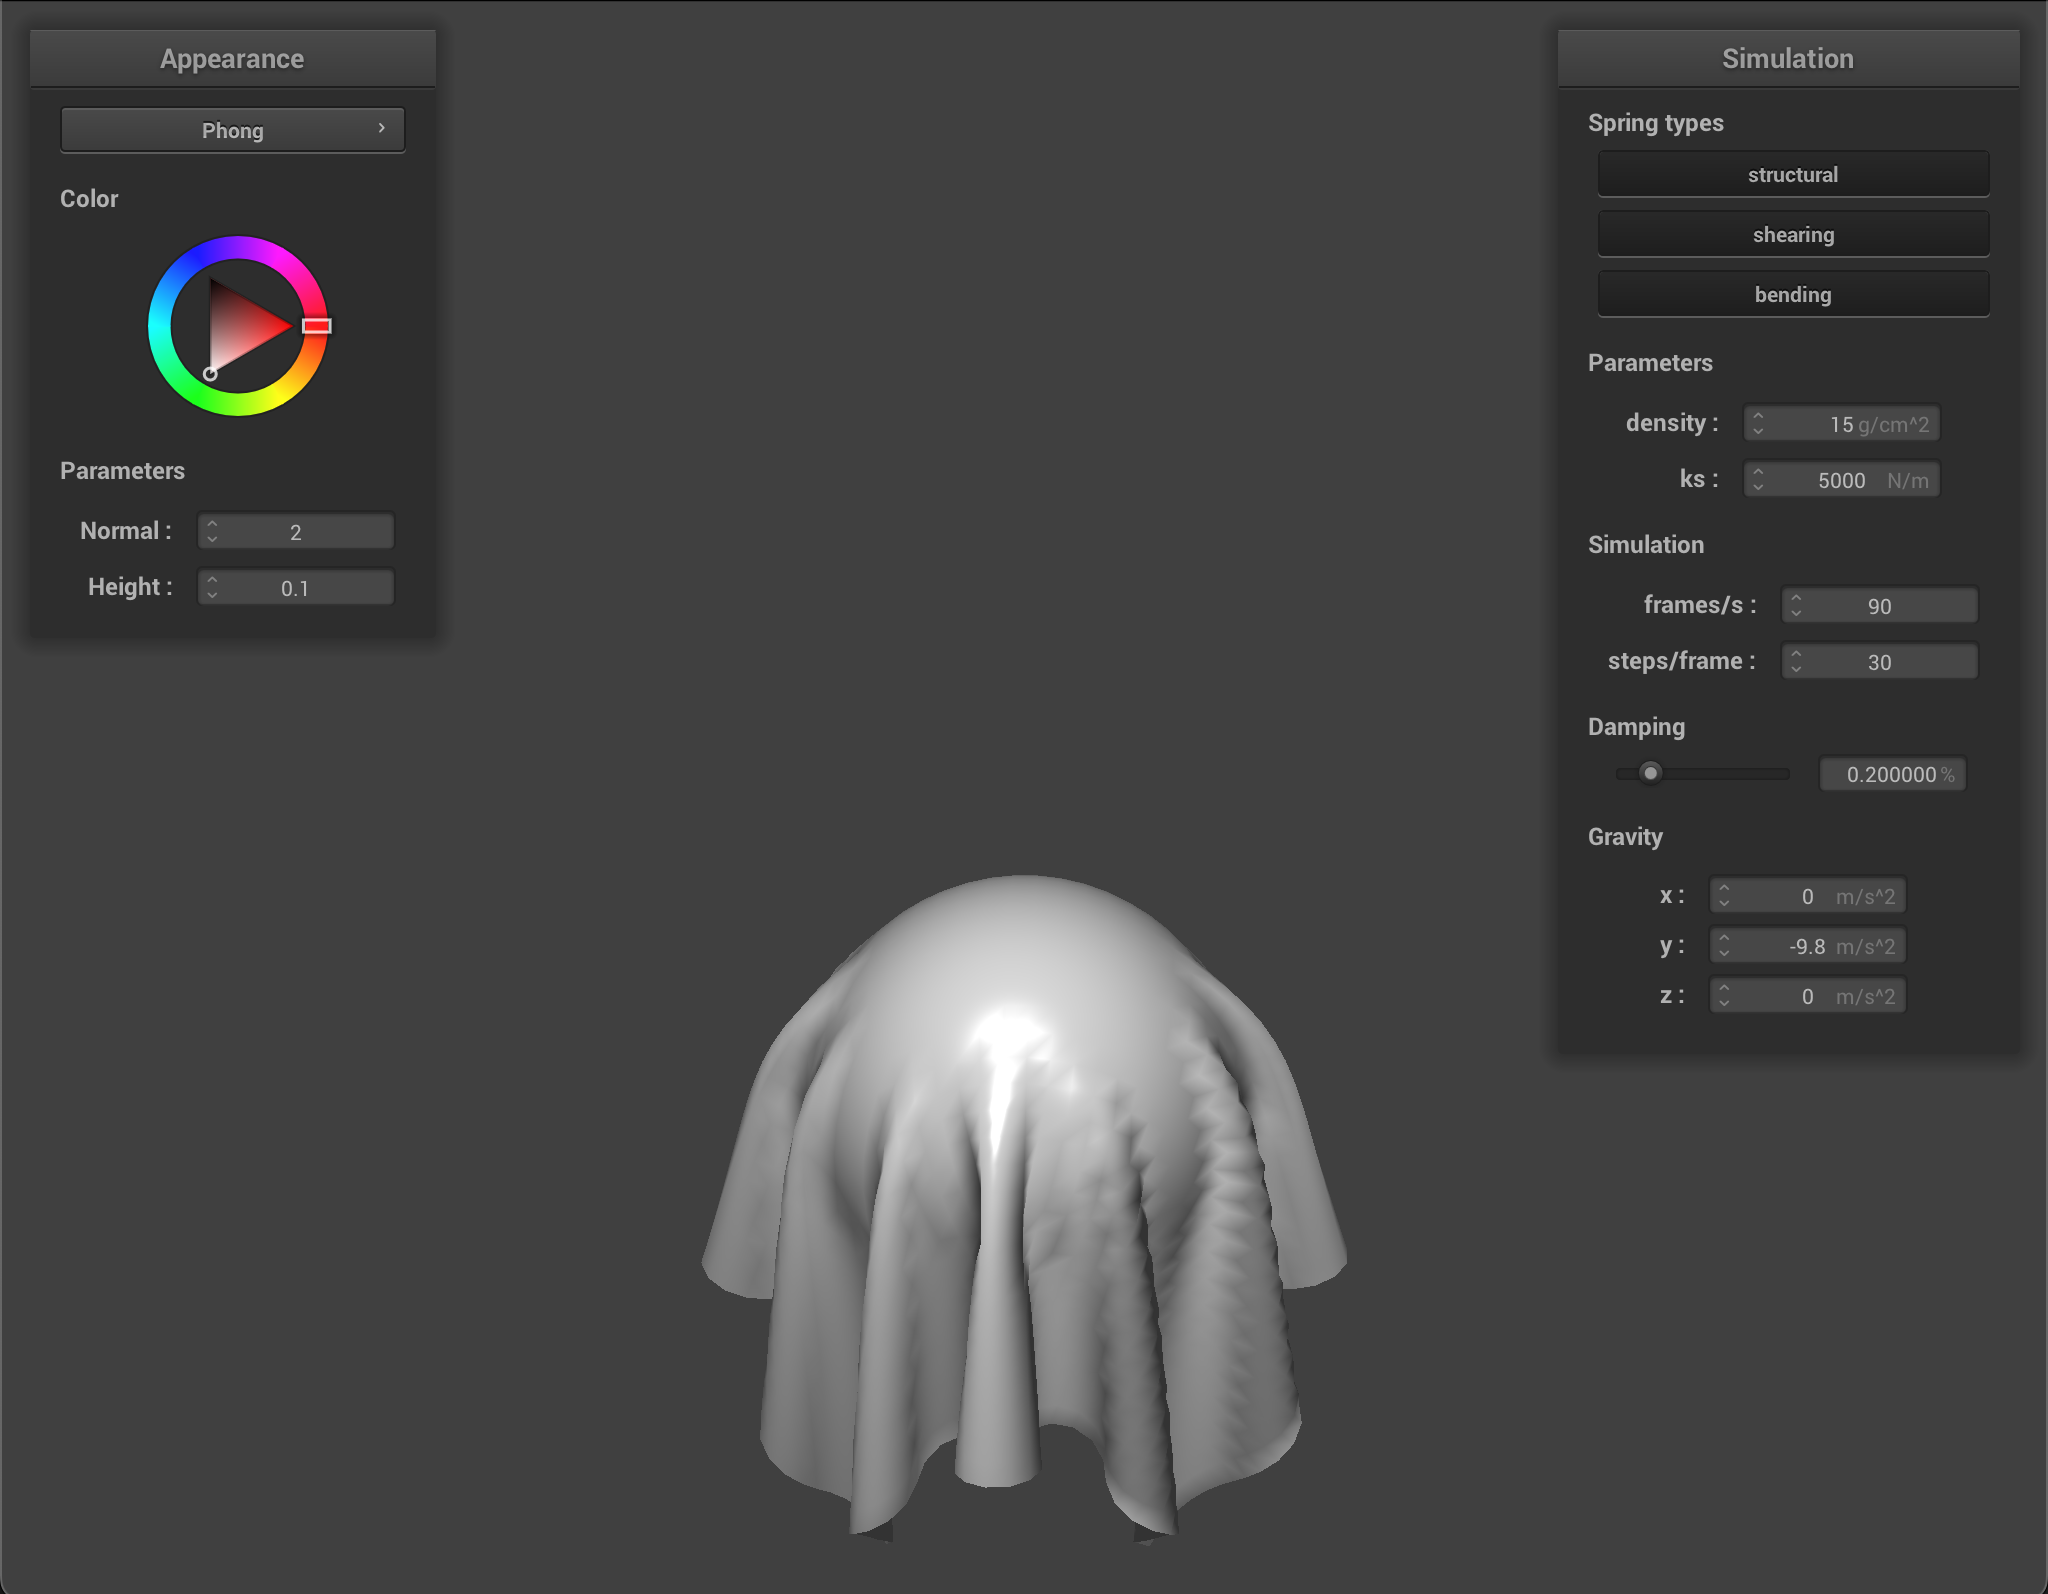 Appearance
Phong
Color
Parameters
Normal : 2
Height : 0.1
Simulation
Spring types
structural
shearing
bending
Parameters
density : 15 g/cm^2
ks : 5000 N/m
Simulation
frames/s : 90
steps/frame : 30
Damping
0.200000 %
Gravity
x : 0 m/s^2
y : -9.8 m/s^2
z : 0 m/s^2